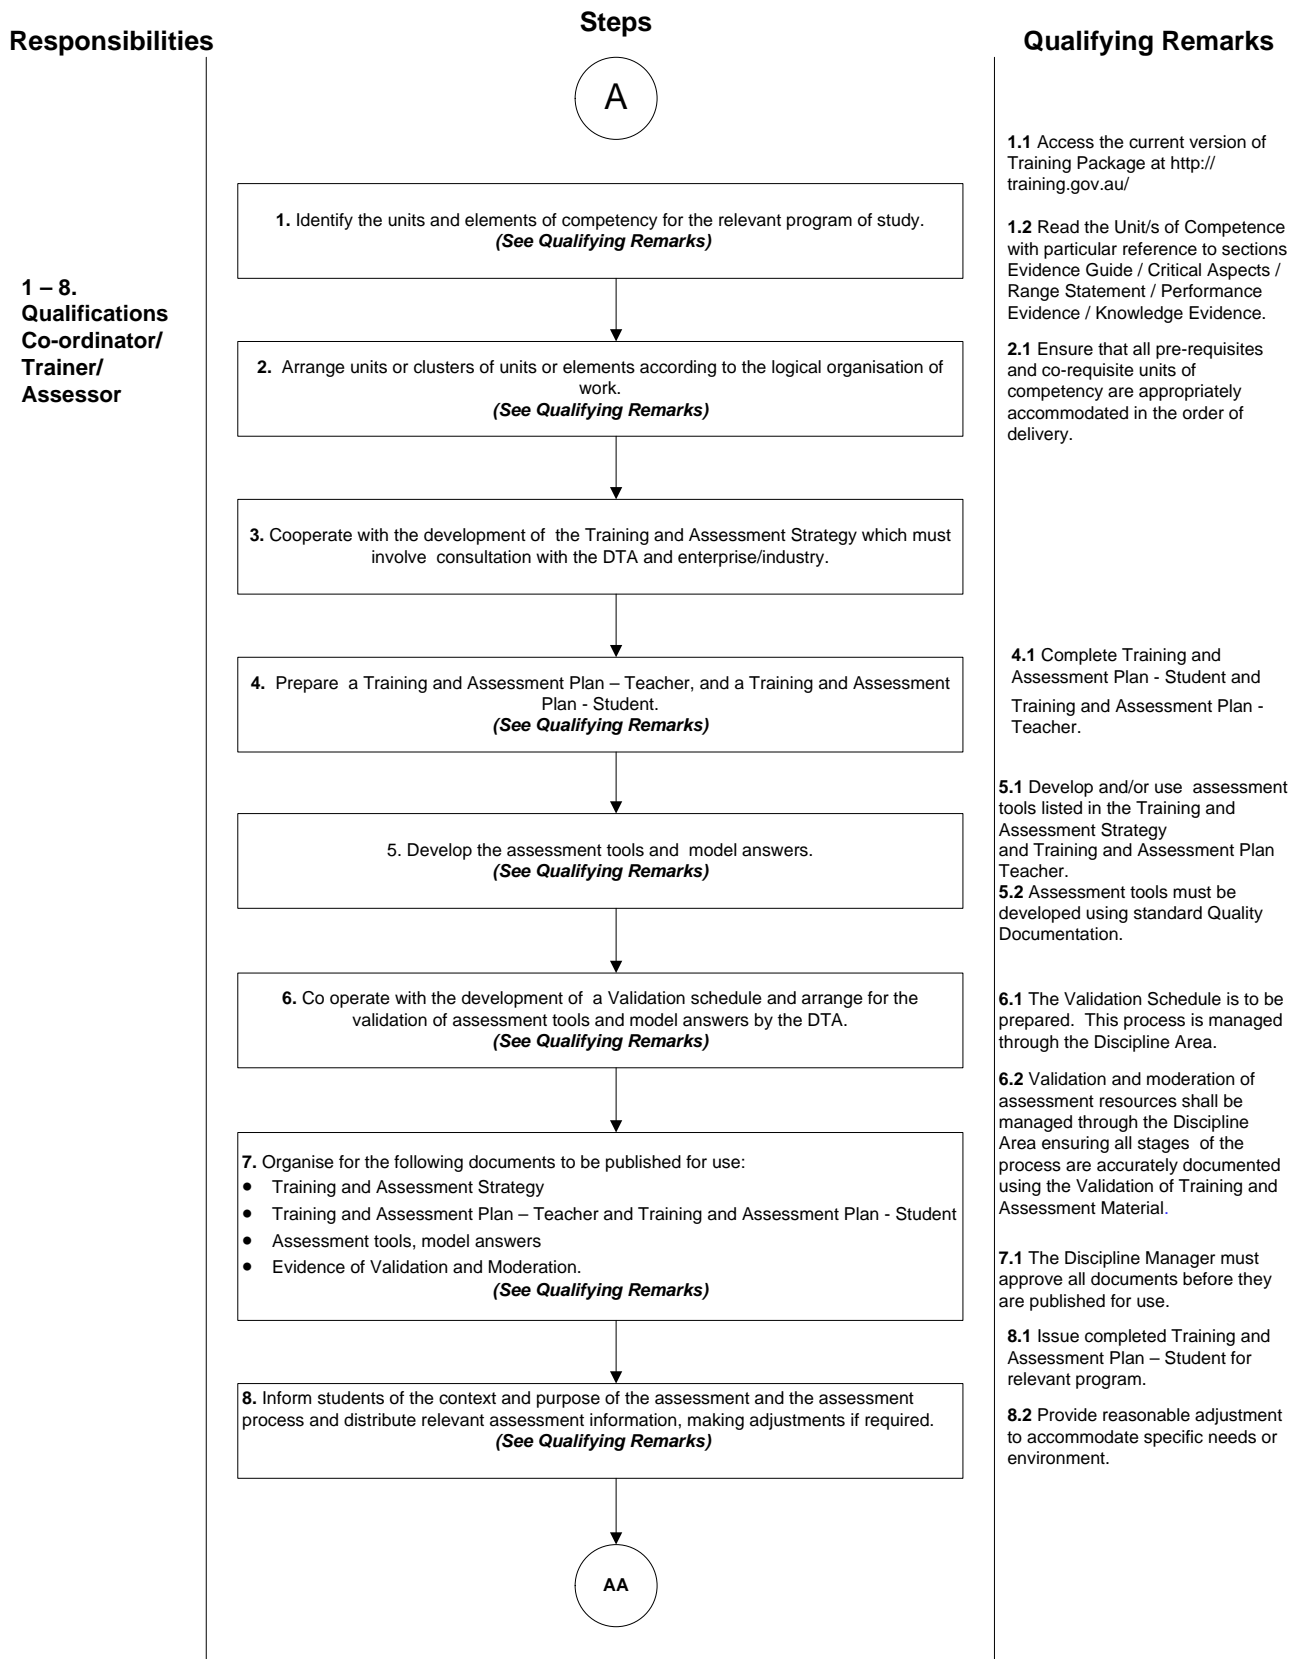 Steps
Responsibilities
Qualifying Remarks
A
1 – 8.
Qualifications
Co-ordinator/
Trainer/
Assessor
1. Identify the units and elements of competency for the relevant program of study.
(See Qualifying Remarks)
2. Arrange units or clusters of units or elements according to the logical organisation of
work.
(See Qualifying Remarks)
3. Cooperate with the development of the Training and Assessment Strategy which must
involve consultation with the DTA and enterprise/industry.
4. Prepare a Training and Assessment Plan – Teacher, and a Training and Assessment
Plan - Student.
(See Qualifying Remarks)
5. Develop the assessment tools and model answers.
(See Qualifying Remarks)
6. Co operate with the development of a Validation schedule and arrange for the
validation of assessment tools and model answers by the DTA.
(See Qualifying Remarks)
7. Organise for the following documents to be published for use:
• Training and Assessment Strategy
• Training and Assessment Plan – Teacher and Training and Assessment Plan - Student
• Assessment tools, model answers
• Evidence of Validation and Moderation.
(See Qualifying Remarks)
8. Inform students of the context and purpose of the assessment and the assessment
process and distribute relevant assessment information, making adjustments if required.
(See Qualifying Remarks)
AA
1.1 Access the current version of
Training Package at http://
training.gov.au/
1.2 Read the Unit/s of Competence
with particular reference to sections
Evidence Guide / Critical Aspects /
Range Statement / Performance
Evidence / Knowledge Evidence.
2.1 Ensure that all pre-requisites
and co-requisite units of
competency are appropriately
accommodated in the order of
delivery.
4.1 Complete Training and
Assessment Plan - Student and
Training and Assessment Plan -
Teacher.
5.1 Develop and/or use assessment
tools listed in the Training and
Assessment Strategy
and Training and Assessment Plan
Teacher.
5.2 Assessment tools must be
developed using standard Quality
Documentation.
6.1 The Validation Schedule is to be
prepared. This process is managed
through the Discipline Area.
6.2 Validation and moderation of
assessment resources shall be
managed through the Discipline
Area ensuring all stages of the
process are accurately documented
using the Validation of Training and
Assessment Material.
7.1 The Discipline Manager must
approve all documents before they
are published for use.
8.1 Issue completed Training and
Assessment Plan – Student for
relevant program.
8.2 Provide reasonable adjustment
to accommodate specific needs or
environment.